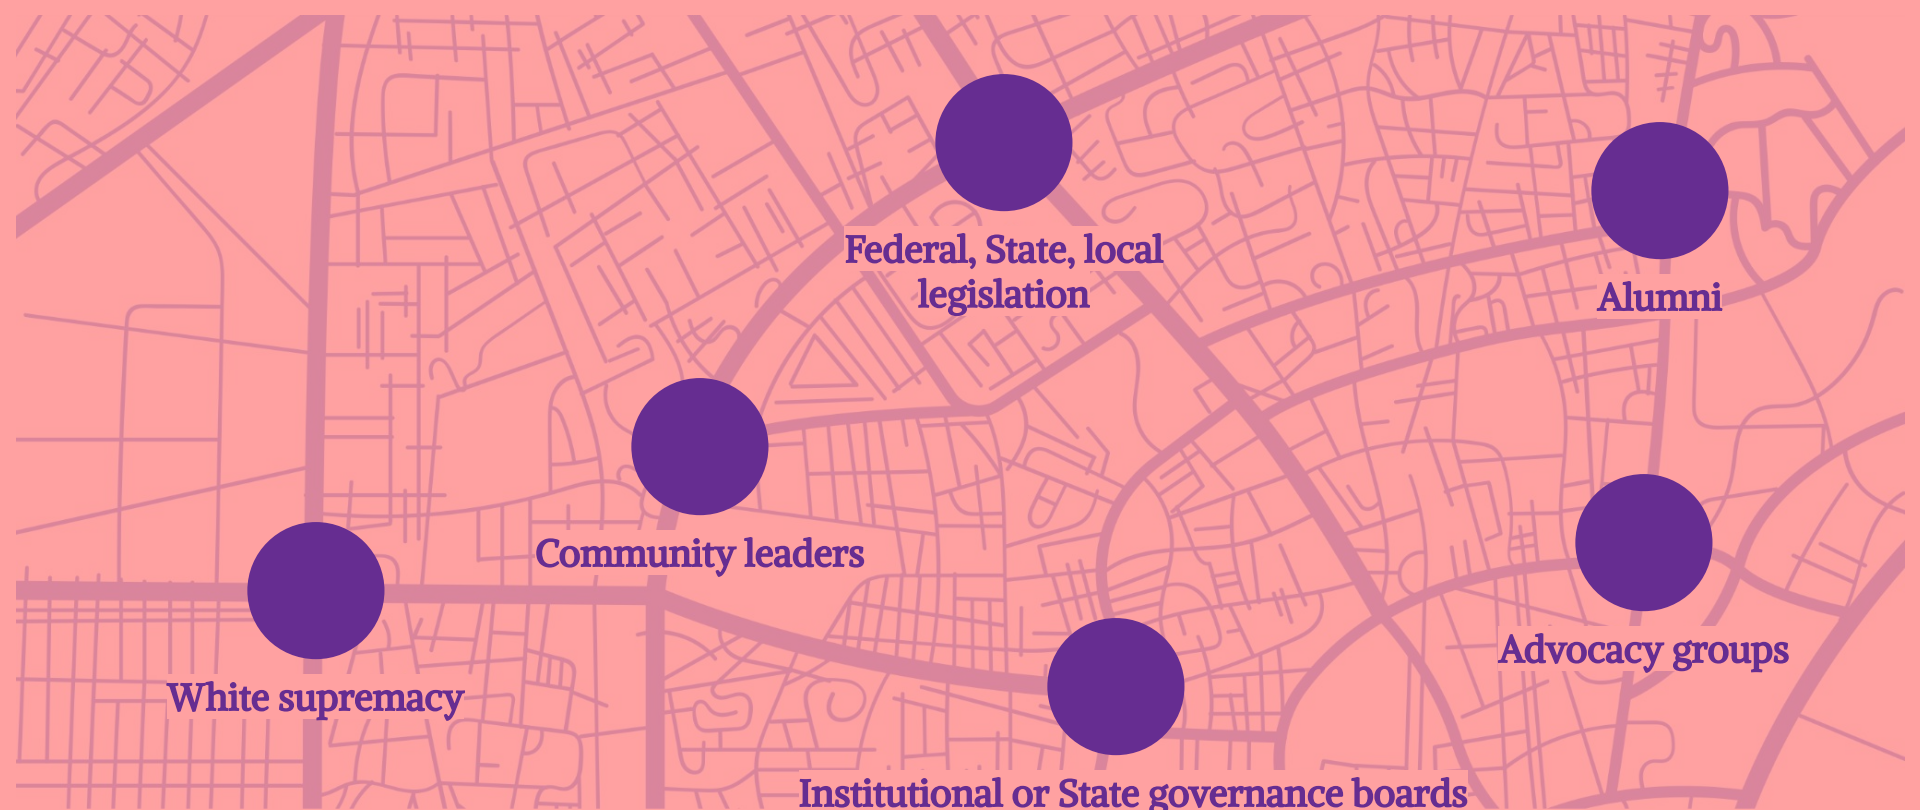 Federal, State, local
legislation
Alumni
Community leaders
Advocacy groups
White supremacy
Institutional or State governance boards